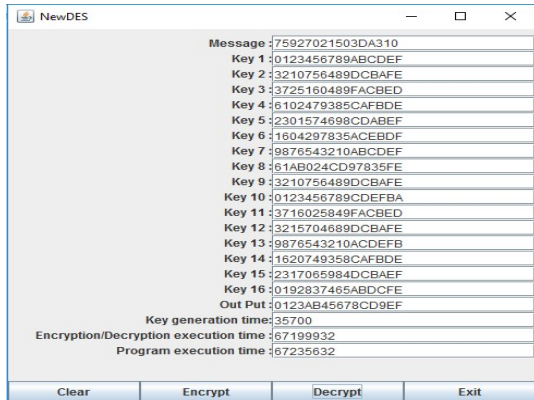 NewDES
Message : 75927021503DA310
Key 1 : 0123456789ABCDEF
Key 2 : 3210756489DCBAFE
Key 3 : 3725160489FACBED
Key 4 : 6102479385CAFBDE
Key 5 : 2301574698CDABEF
Key 6 : 1604297835ACEBDF
Key 7 : 9876543210ABCDEF
Key 8 : 61AB024CD97835FE
Key 9 : 3210756489DCBAFE
Key 10 : 0123456789CDEFBA
Key 11 : 3716025849FACBED
Key 12 : 3215704689DCBAFE
Key 13 : 9876543210ACDEFB
Key 14 : 1620749358CAFBDE
Key 15 : 2317065984DCBAEF
Key 16 : 0192837465ABDCFE
Out Put : 0123AB45678CD9EF
Key generation time: 35700
Encryption/Decryption execution time : 67199932
Program execution time : 67235632
Clear Encrypt Decrypt Exit